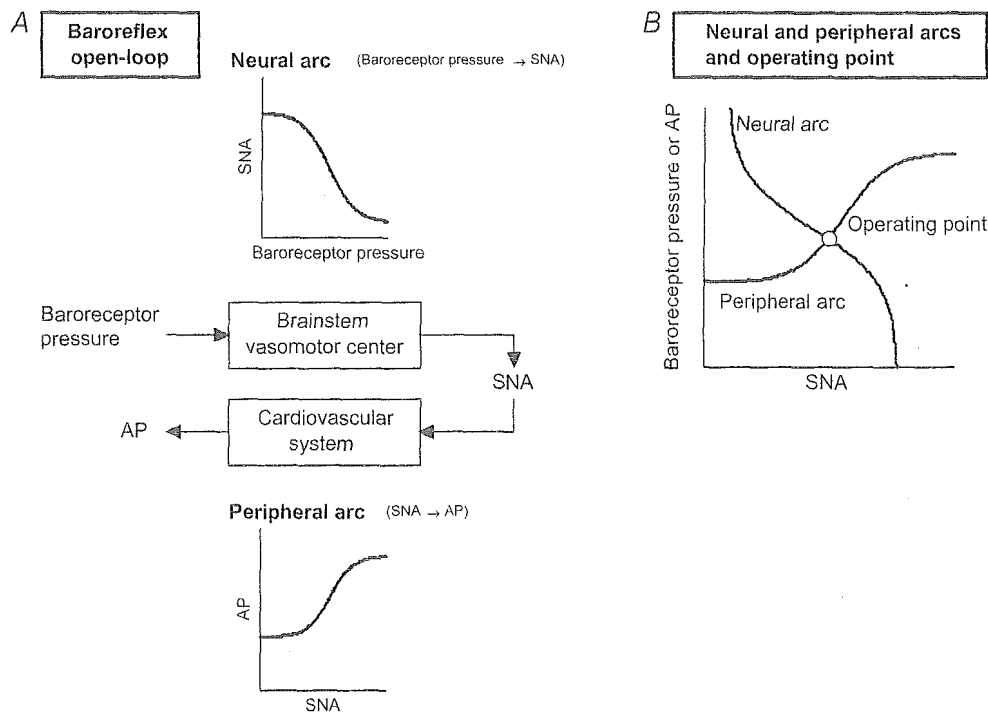 A
Baroreflex
open-loop
Neural arc (Baroreceptor pressure → SNA)
SNA
Baroreceptor pressure
Baroreceptor
pressure
Brainstem
vasomotor center
SNA
Cardiovascular
system
AP
Peripheral arc (SNA → AP)
AP
SNA
B
Neural and peripheral arcs
and operating point
Baroreceptor pressure or AP
Neural arc
Operating point
Peripheral arc
SNA